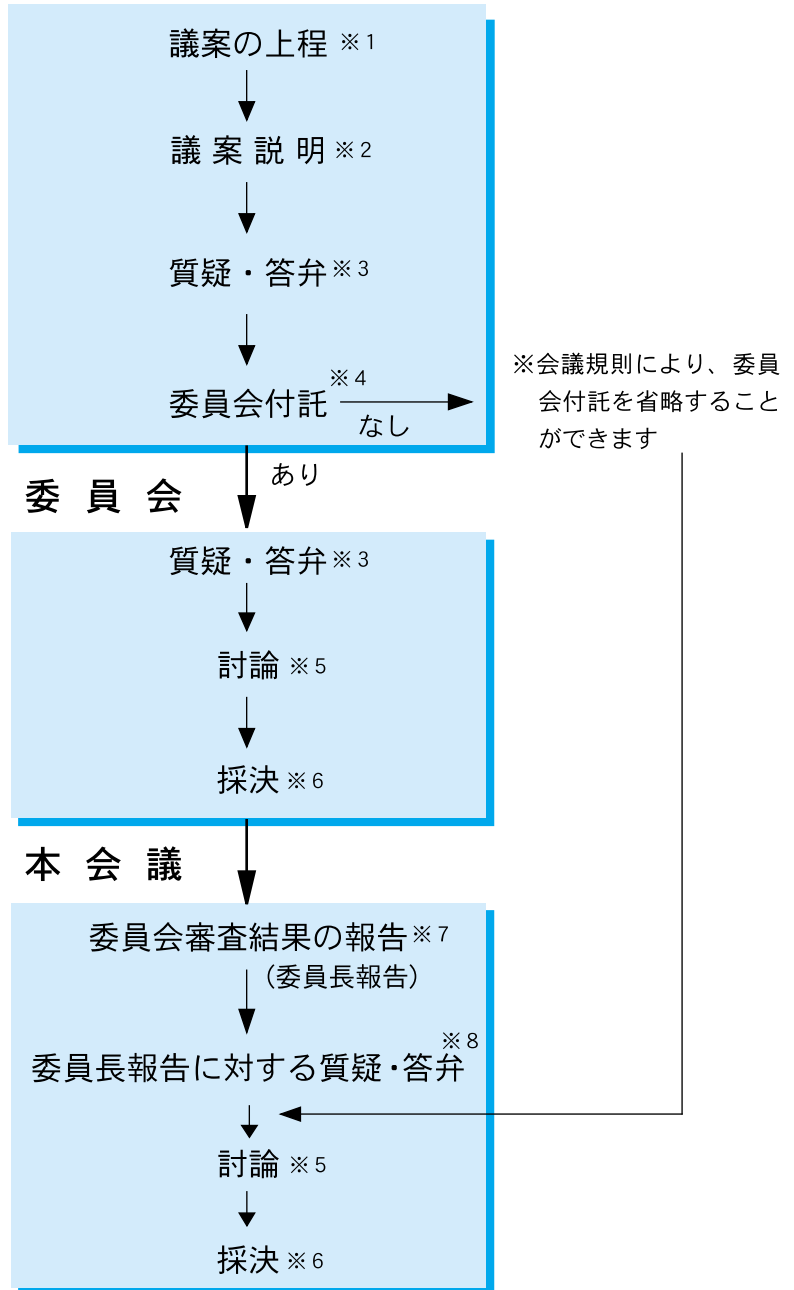 議案の上程 ※1
議案説明 ※2
質疑・答弁 ※3
委員会付託 ※4
なし
※会議規則により、委員
会付託を省略すること
ができます
あり
委員会
質疑・答弁 ※3
討論 ※5
採決 ※6
本会議
委員会審査結果の報告 ※7
（委員長報告）
委員長報告に対する質疑・答弁 ※8
討論 ※5
採決 ※6